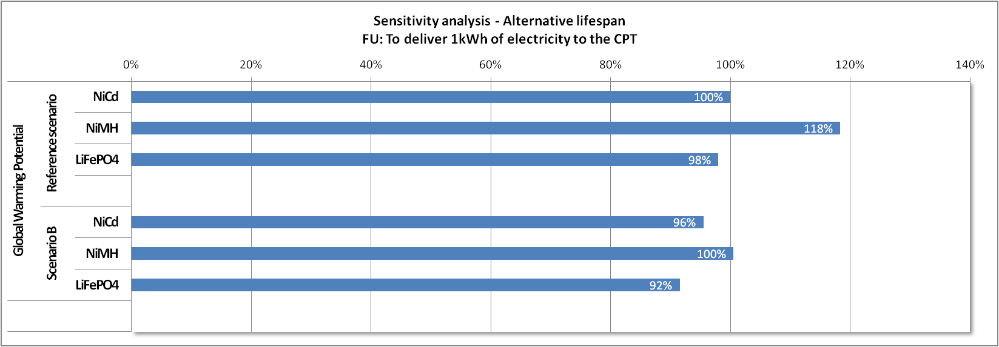 Sensitivity analysis - Alternative lifespan
FU: To deliver 1kWh of electricity to the CPT
0% 20% 40% 60% 80% 100% 120% 140%
Global Warming Potential
Reference scenario
NiCd 100%
NiMH 118%
LiFePO4 98%
Scenario B
NiCd 96%
NiMH 100%
LiFePO4 92%